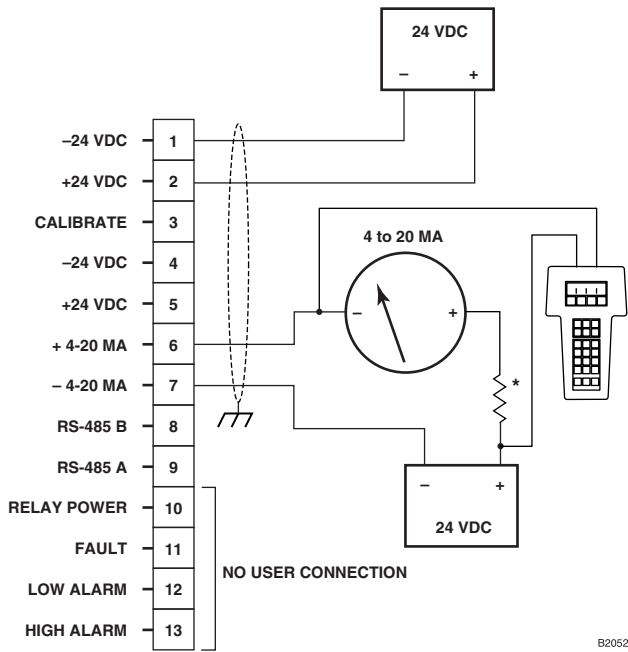 24 VDC
– +
–24 VDC 1
+24 VDC 2
CALIBRATE 3
–24 VDC 4
+24 VDC 5
+ 4-20 MA 6
– 4-20 MA 7
RS-485 B 8
RS-485 A 9
RELAY POWER 10
FAULT 11
LOW ALARM 12
HIGH ALARM 13
4 to 20 MA
– +
*
– +
24 VDC
NO USER CONNECTION
B2052